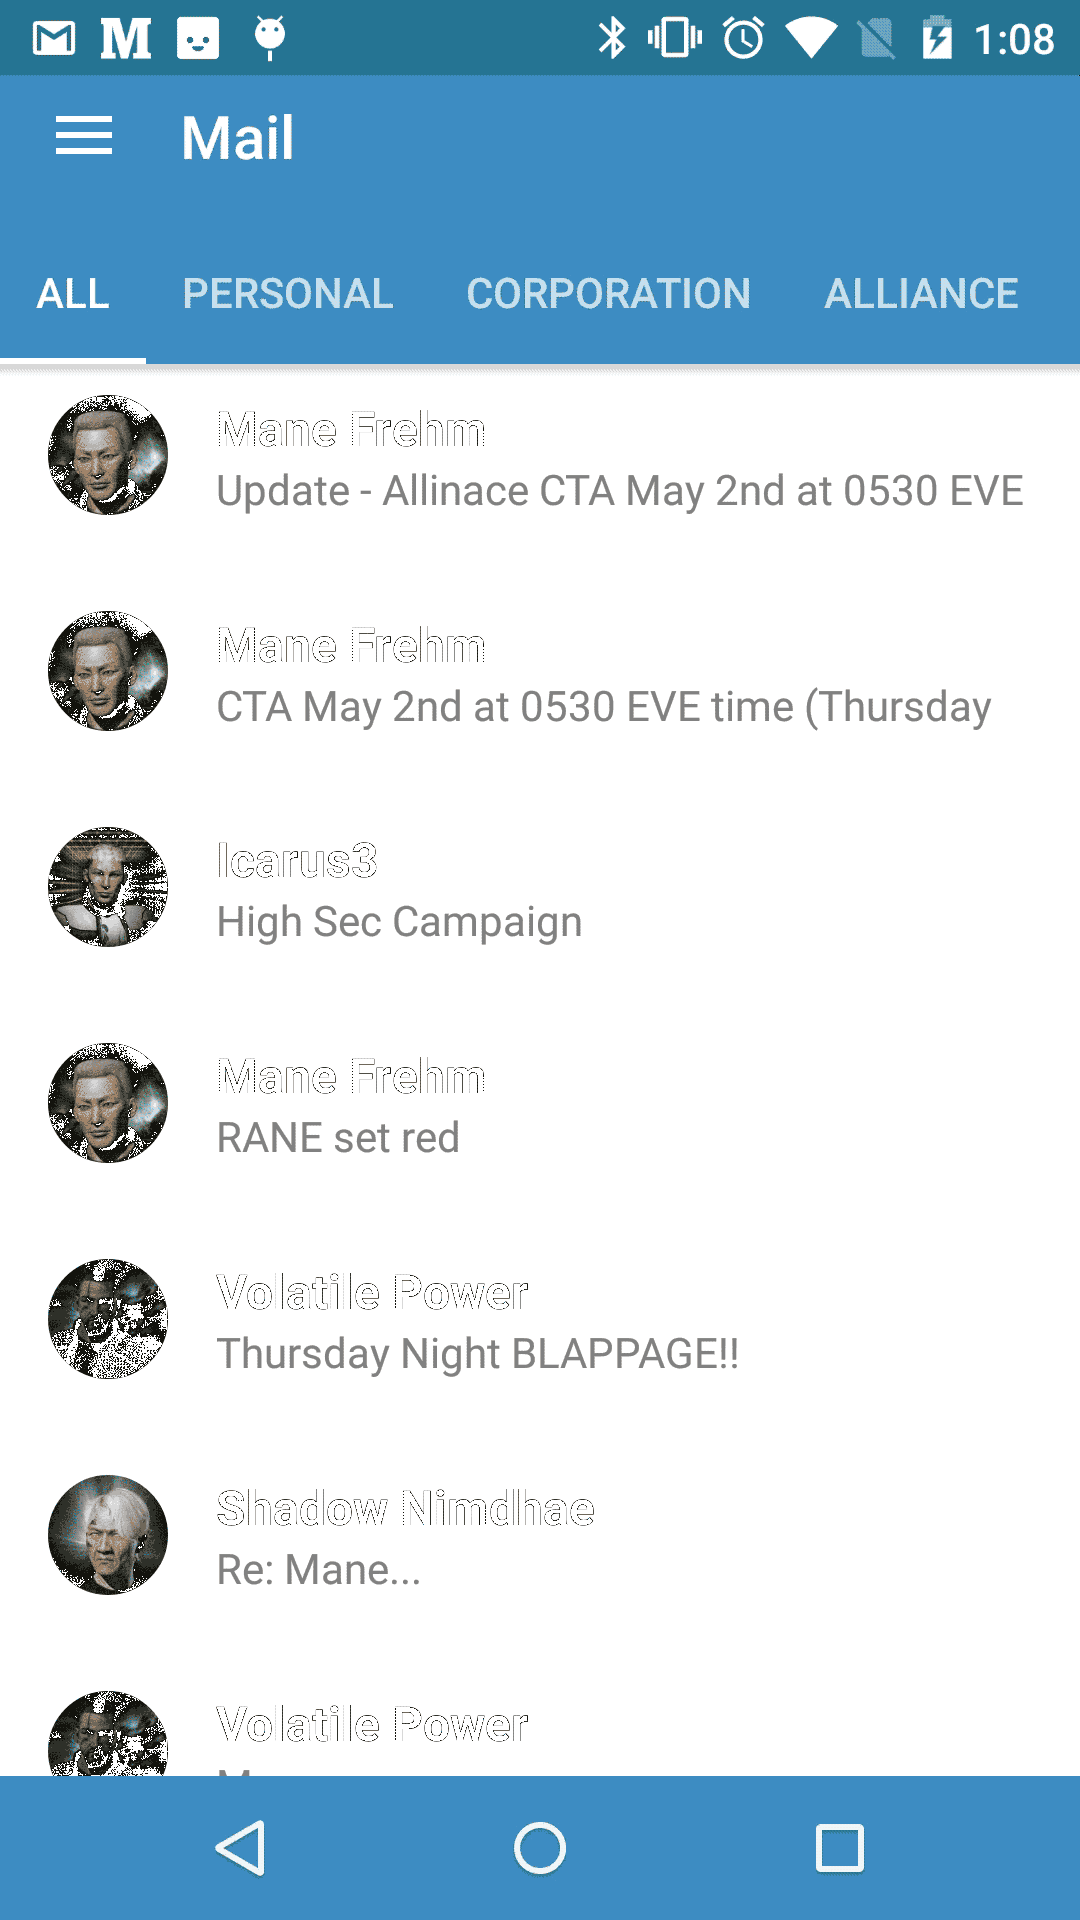 1:08
Mail
ALL PERSONAL CORPORATION ALLIANCE
Mane Frehm
Update - Allinace CTA May 2nd at 0530 EVE
Mane Frehm
CTA May 2nd at 0530 EVE time (Thursday
Icarus3
High Sec Campaign
Mane Frehm
RANE set red
Volatile Power
Thursday Night BLAPPAGE!!
Shadow Nimdhae
Re: Mane...
Volatile Power